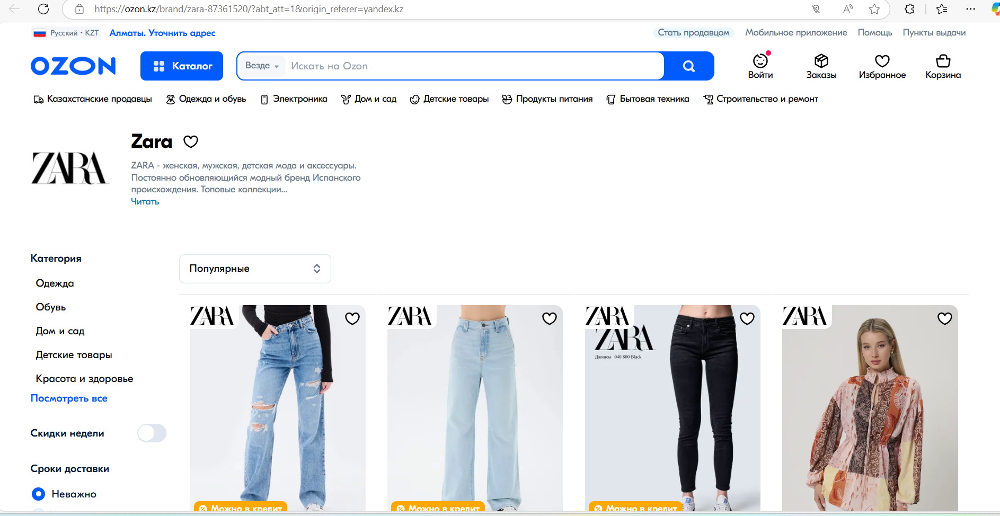 https://ozon.kz/brand/zara-87361520/?abt_att=1&origin_referer=yandex.kz
Русский • KZT Алматы. Уточнить адрес Стать продавцом Мобильное приложение Помощь Пункты выдачи
OZON Каталог Везде Искать на Ozon Войти Заказы Избранное Корзина
Казахстанские продавцы Одежда и обувь Электроника Дом и сад Детские товары Продукты питания Бытовая техника Строительство и ремонт
ZARA
Zara
ZARA - женская, мужская, детская мода и аксессуары.
Постоянно обновляющийся модный бренд Испанского
происхождения. Топовые коллекции...
Читать
Категория
Одежда
Обувь
Дом и сад
Детские товары
Красота и здоровье
Посмотреть все
Скидки недели
Сроки доставки
Неважно
Популярные
ZARA ZARA ZARA ZARA
ZARA
Джинсы 040 800 Black
Можно в кредит Можно в кредит Можно в кредит